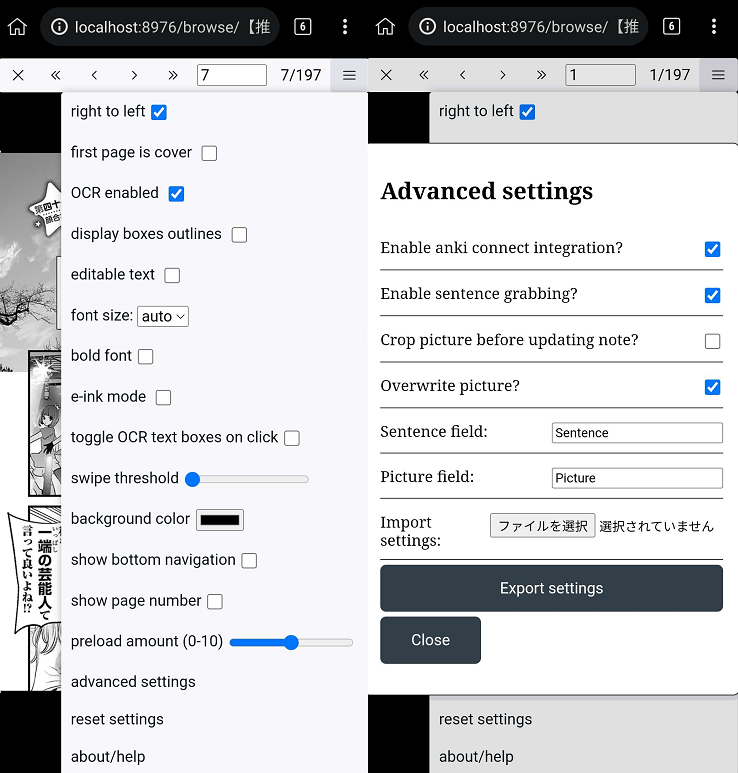 localhost:8976/browse/【推
6
7
7/197
right to left
first page is cover
OCR enabled
display boxes outlines
editable text
font size: auto
bold font
e-ink mode
toggle OCR text boxes on click
swipe threshold
background color
show bottom navigation
show page number
preload amount (0-10)
advanced settings
reset settings
about/help
第四十
顔合
一端の芸能人て
いっぱし
言って良いよね!?
localhost:8976/browse/【推
6
1
1/197
right to left
Advanced settings
Enable anki connect integration?
Enable sentence grabbing?
Crop picture before updating note?
Overwrite picture?
Sentence field: Sentence
Picture field: Picture
Import
settings:
ファイルを選択 選択されていません
Export settings
Close
reset settings
about/help